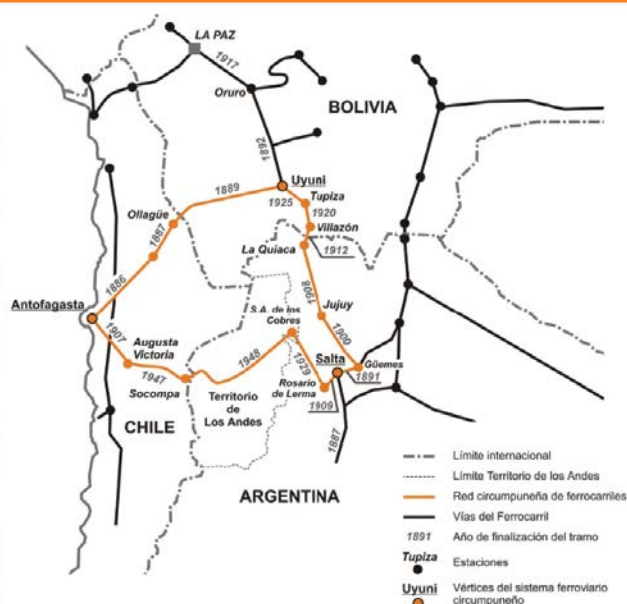 LA PAZ
1917
Oruro
BOLIVIA
1892
Uyuni
1889
1925
Tupiza
1920
Ollagüe
Villazón
1887
La Quiaca
1912
1886
1908
Antofagasta
S.A. de los
Cobres
Jujuy
1907
1900
Augusta
Victoria
1948
Salta
Güemes
1929
1891
1947
Socompa
Territorio
de
Los Andes
Rosario
de Lerma
1909
CHILE
1887
ARGENTINA
Límite internacional
Límite Territorio de los Andes
Red circumpuneña de ferrocarriles
Vías del Ferrocarril
1891
Año de finalización del tramo
Tupiza
Estaciones
Uyuni
Vértices del sistema ferroviario
circumpuneño